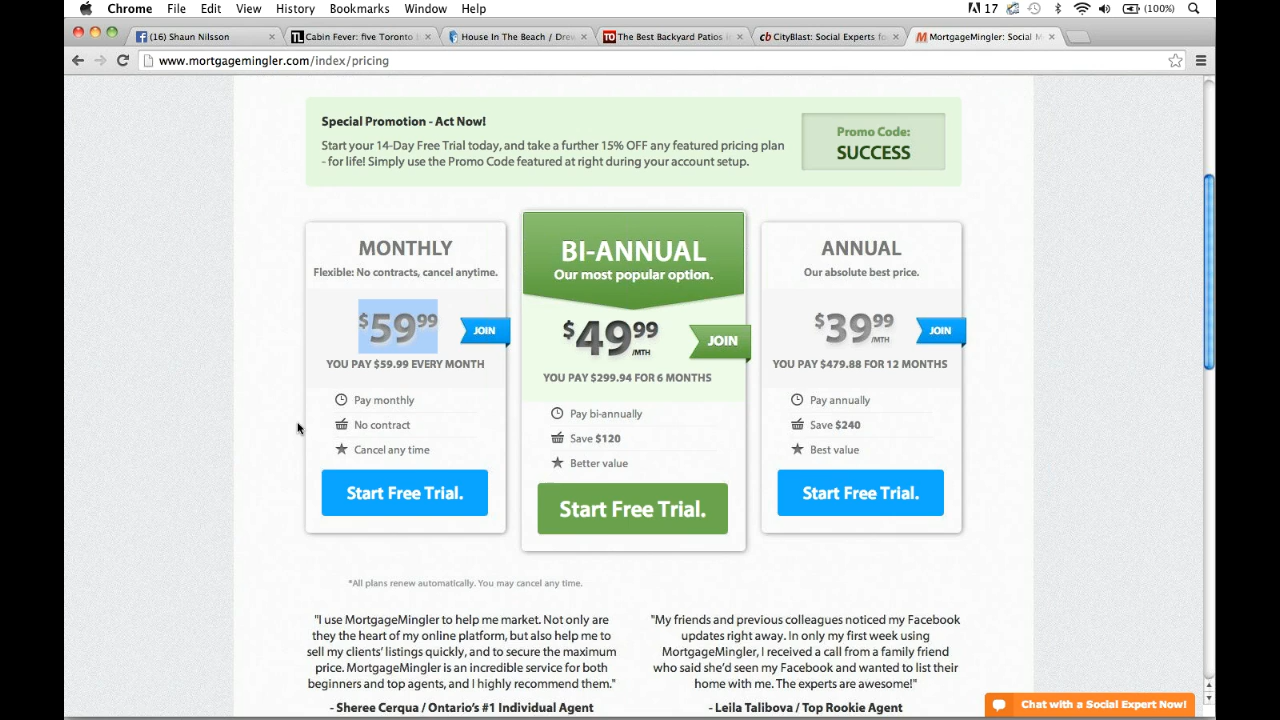 Chrome File Edit View History Bookmarks Window Help 17 (100%)
(16) Shaun Nilsson
Cabin Fever: five Toronto
House In The Beach / Drew
The Best Backyard Patios i
CityBlast: Social Experts fo
MortgageMingler: Social M
www.mortgagemingler.com/index/pricing
Special Promotion - Act Now!
Start your 14-Day Free Trial today, and take a further 15% OFF any featured pricing plan
- for life! Simply use the Promo Code featured at right during your account setup.
Promo Code:
SUCCESS
MONTHLY
Flexible: No contracts, cancel anytime.
$59.99
JOIN
YOU PAY $59.99 EVERY MONTH
Pay monthly
No contract
Cancel any time
Start Free Trial.
BI-ANNUAL
Our most popular option.
$49.99
/MTH
JOIN
YOU PAY $299.94 FOR 6 MONTHS
Pay bi-annually
Save $120
Better value
Start Free Trial.
ANNUAL
Our absolute best price.
$39.99
/MTH
JOIN
YOU PAY $479.88 FOR 12 MONTHS
Pay annually
Save $240
Best value
Start Free Trial.
*All plans renew automatically. You may cancel any time.
"I use MortgageMingler to help me market. Not only are
they the heart of my online platform, but also help me to
sell my clients' listings quickly, and to secure the maximum
price. MortgageMingler is an incredible service for both
beginners and top agents, and I highly recommend them."
- Sheree Cerqua / Ontario's #1 Individual Agent
"My friends and previous colleagues noticed my Facebook
updates right away. In only my first week using
MortgageMingler, I received a call from a family friend
who said she'd seen my Facebook and wanted to list their
home with me. The experts are awesome!"
- Leila Talibova / Top Rookie Agent
Chat with a Social Expert Now!